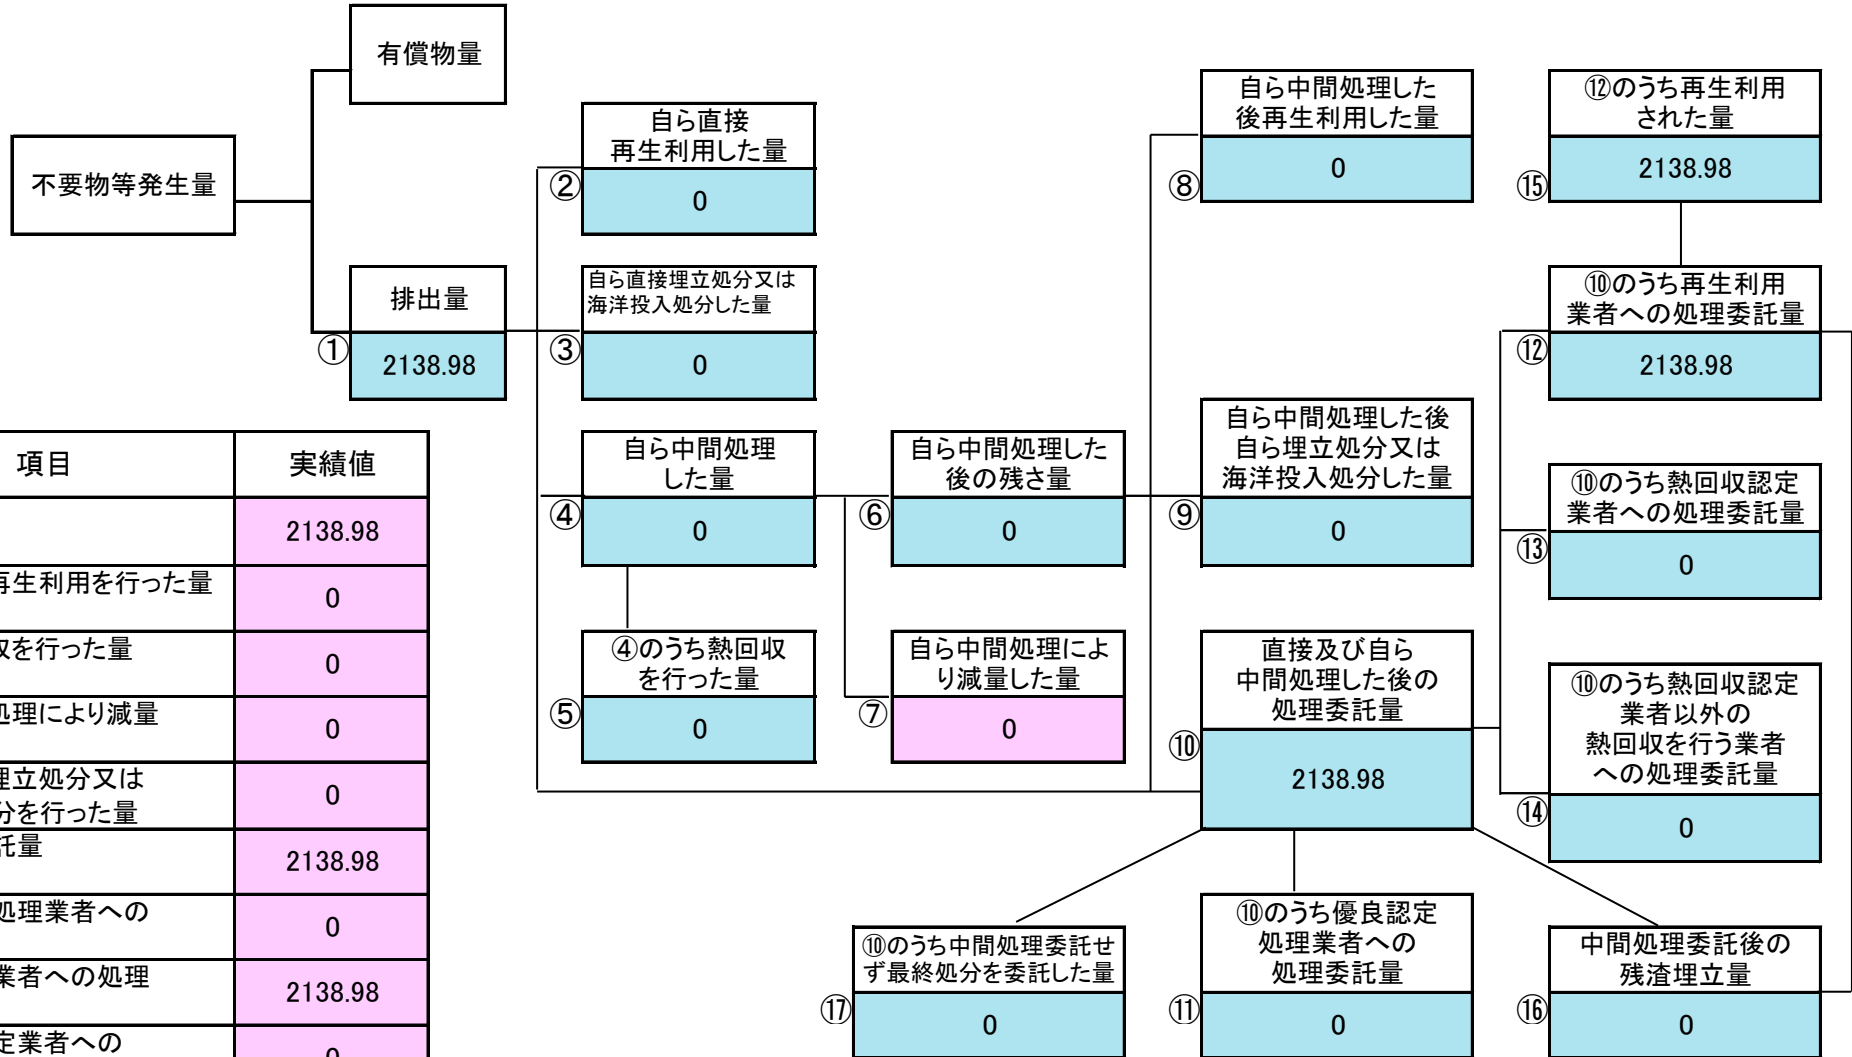 有償物量
不要物等発生量
排出量
①
2138.98
自ら直接
再生利用した量
②
0
自ら直接埋立処分又は
海洋投入処分した量
③
0
自ら中間処理
した量
④
0
④のうち熱回収
を行った量
⑤
0
自ら中間処理した
後の残さ量
⑥
0
自ら中間処理によ
り減量した量
⑦
0
自ら中間処理した
後再生利用した量
⑧
0
自ら中間処理した後
自ら埋立処分又は
海洋投入処分した量
⑨
0
直接及び自ら
中間処理した後の
処理委託量
⑩
2138.98
⑫のうち再生利用
された量
⑮
2138.98
⑩のうち再生利用
業者への処理委託量
⑫
2138.98
⑩のうち熱回収認定
業者への処理委託量
⑬
0
⑩のうち熱回収認定
業者以外の
熱回収を行う業者
への処理委託量
⑭
0
⑩のうち中間処理委託せ
ず最終処分を委託した量
⑰
0
⑩のうち優良認定
処理業者への
処理委託量
⑪
0
中間処理委託後の
残渣埋立量
⑯
0
項目 実績値
2138.98
再生利用を行った量 0
を行った量 0
処理により減量 0
埋立処分又は
分を行った量 0
託量 2138.98
処理業者への 0
業者への処理 2138.98
定業者への 0